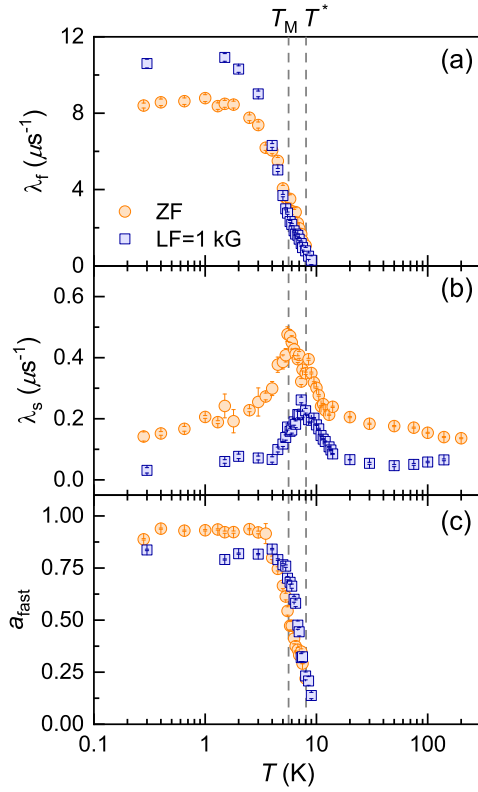 T_M T^*
(a)
12
8
4
0
λ_f (μs^-1)
ZF
LF=1 kG
(b)
0.6
0.4
0.2
0.0
λ_s (μs^-1)
(c)
1.00
0.75
0.50
0.25
0.00
a_fast
0.1 1 10 100
T (K)